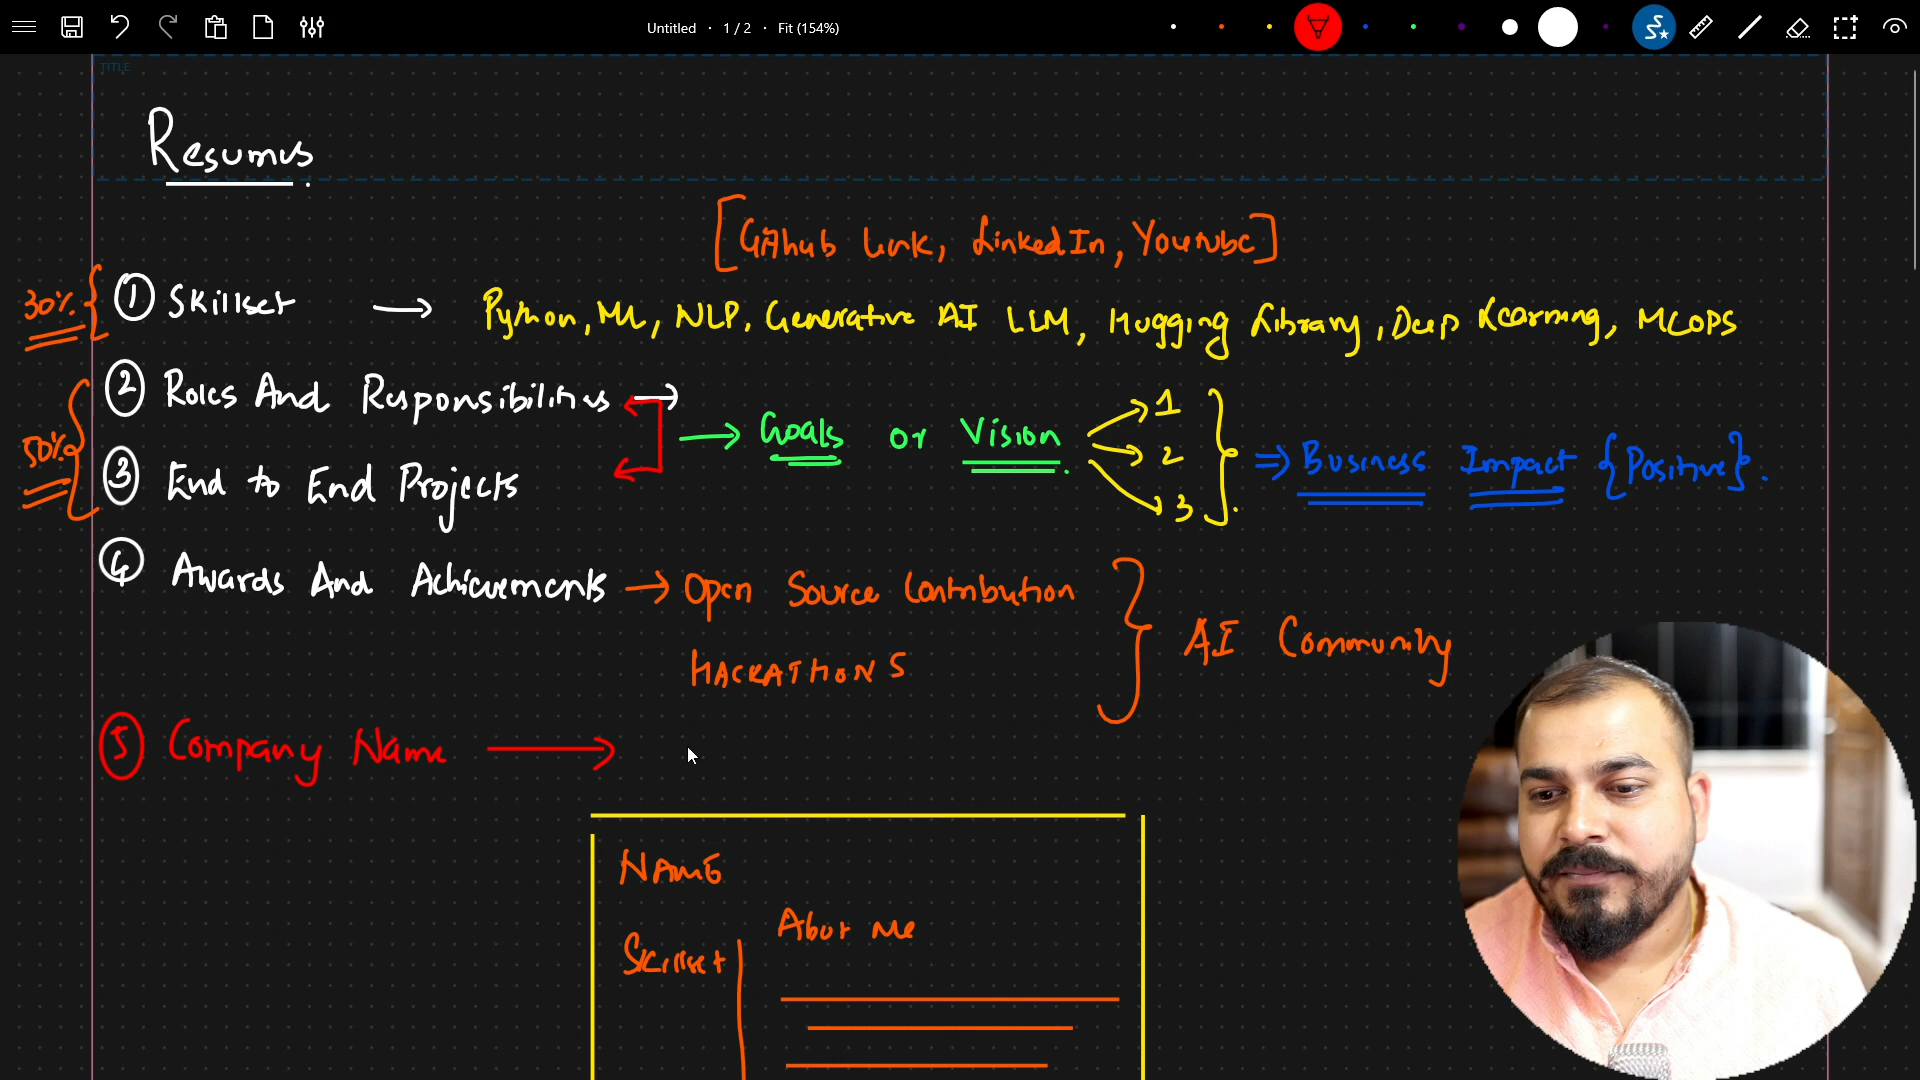 Untitled · 1 / 2 · Fit (154%)
TITLE
Resumes
[Github Link, LinkedIn, Youtube]
30% { ① Skillset → Python, ML, NLP, Generative AI LLM, Hugging Library, Deep Learning, MLOPS
50% { ② Roles And Responsibilities →
→ Goals or Vision. → 1 → 2 → 3 } ⇒ Business Impact {Positive}.
③ End to End Projects
④ Awards And Achievements → Open Source Contribution
HACKATHONS
} AI Community
⑤ Company Name →
NAME
About Me
Skillset